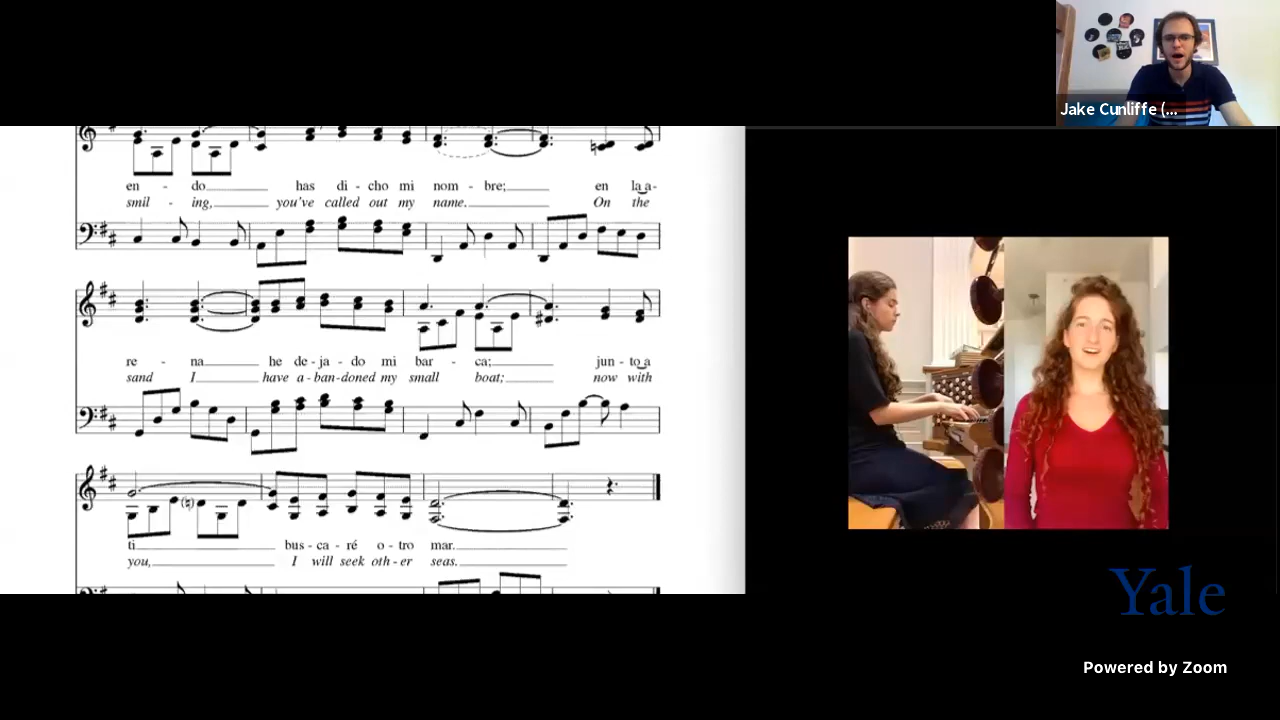 Jake Cunliffe (...
en - do has di - cho mi nom - bre; en la a-
smil - ing, you've called out my name. On the
re - na he de - ja - do mi bar - ca; jun - to a
sand I have a - ban - doned my small boat; now with
ti bus - ca - ré o - tro mar.
you, I will seek oth - er seas.
Yale
Powered by Zoom